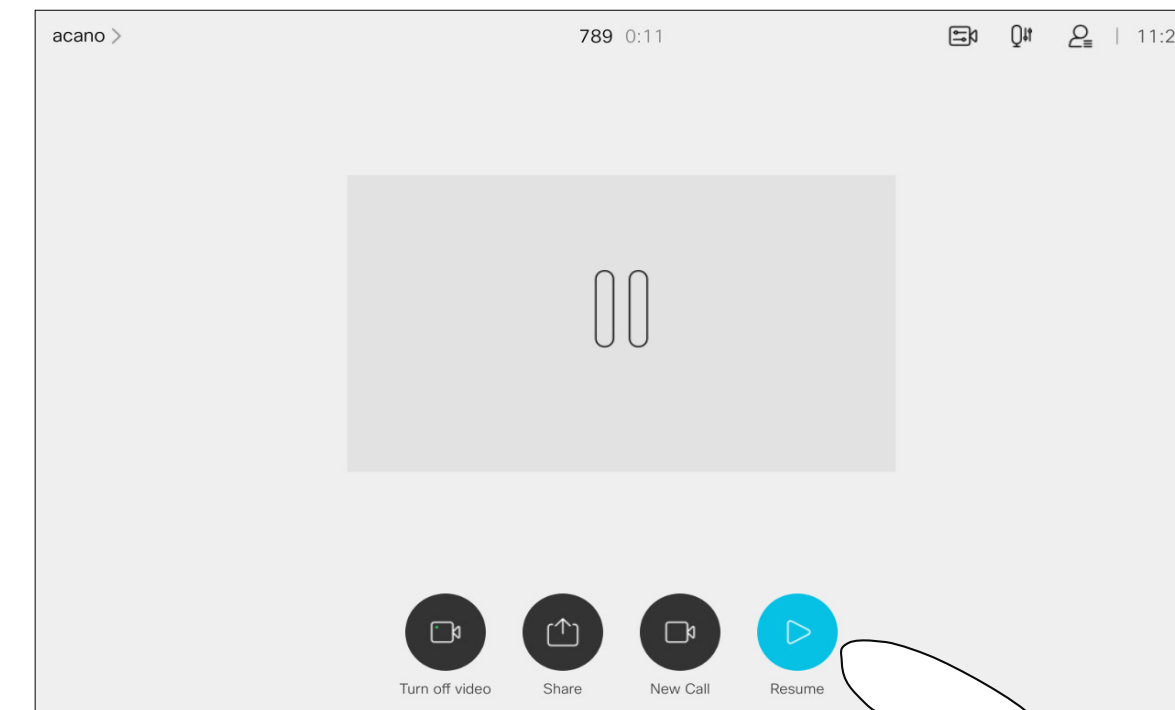 acano
789 0:11
11:2
Turn off video
Share
New Call
Resume